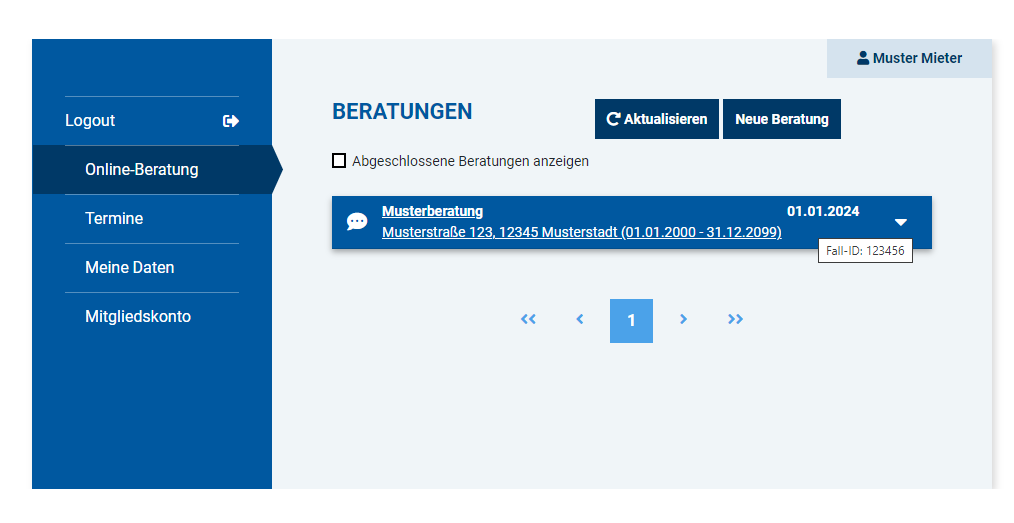 Muster Mieter
Logout
Online-Beratung
Termine
Meine Daten
Mitgliedskonto
BERATUNGEN
Aktualisieren
Neue Beratung
Abgeschlossene Beratungen anzeigen
Musterberatung 01.01.2024
Musterstraße 123, 12345 Musterstadt (01.01.2000 - 31.12.2099)
Fall-ID: 123456
1